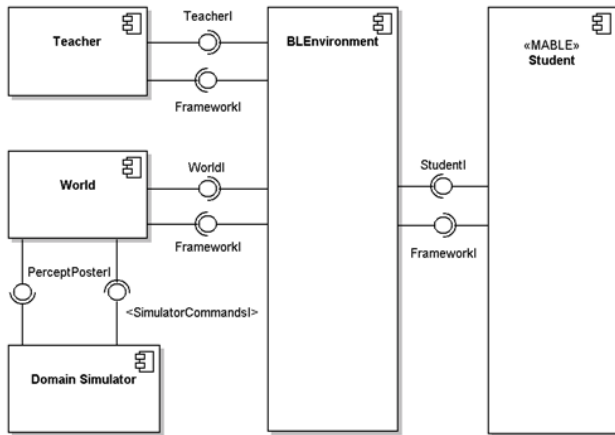 TeacherI
Teacher
BLEnvironment
«MABLE»
Student
FrameworkI
WorldI
StudentI
World
FrameworkI
FrameworkI
PerceptPosterI
<SimulatorCommandsI>
Domain Simulator